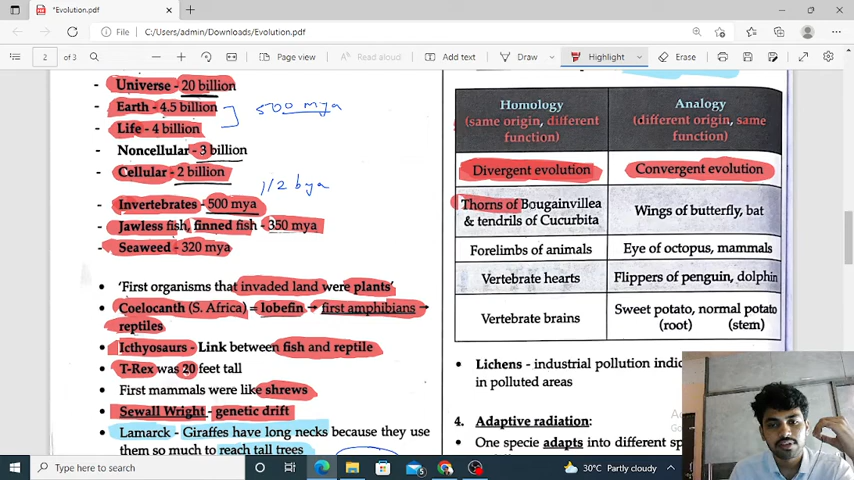 *Evolution.pdf
File
C:/Users/admin/Downloads/Evolution.pdf
2 of 3
Page view
Read aloud
Add text
Draw
Highlight
Erase
- Universe - 20 billion
- Earth - 4.5 billion
500 mya
- Life - 4 billion
- Noncellular - 3 billion
- Cellular - 2 billion
1/2 bya
- Invertebrates - 500 mya
- Jawless fish, finned fish - 350 mya
- Seaweed - 320 mya
• 'First organisms that invaded land were plants'
• Coelocanth (S. Africa) = lobefin → first amphibians →
reptiles
• Icthyosaurs - Link between fish and reptile
• T-Rex was 20 feet tall
• First mammals were like shrews
• Sewall Wright - genetic drift
• Lamarck - Giraffes have long necks because they use
them so much to reach tall trees
Homology
(same origin, different
function)
Analogy
(different origin, same
function)
Divergent evolution
Convergent evolution
Thorns of Bougainvillea
& tendrils of Cucurbita
Wings of butterfly, bat
Forelimbs of animals
Eye of octopus, mammals
Vertebrate hearts
Flippers of penguin, dolphin
Vertebrate brains
Sweet potato, normal potato
(root) (stem)
• Lichens - industrial pollution indi
in polluted areas
4. Adaptive radiation:
• One specie adapts into different sp
Type here to search
30°C Partly cloudy